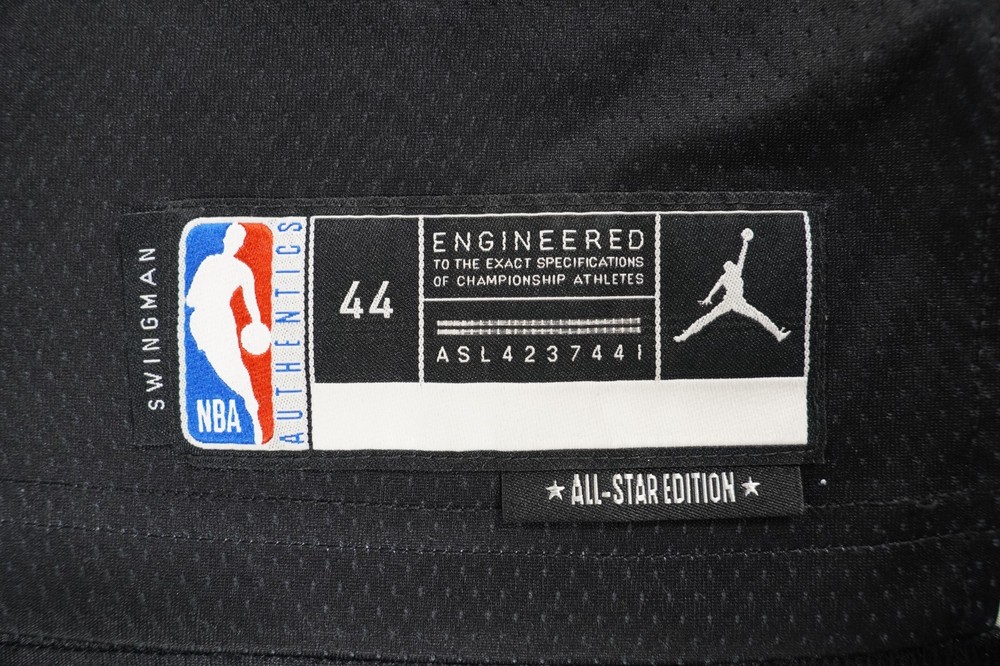 SWINGMAN
NBA
AUTHENTICS
44
ENGINEERED
TO THE EXACT SPECIFICATIONS
OF CHAMPIONSHIP ATHLETES
ASL4237441
★ ALL-STAR EDITION ★